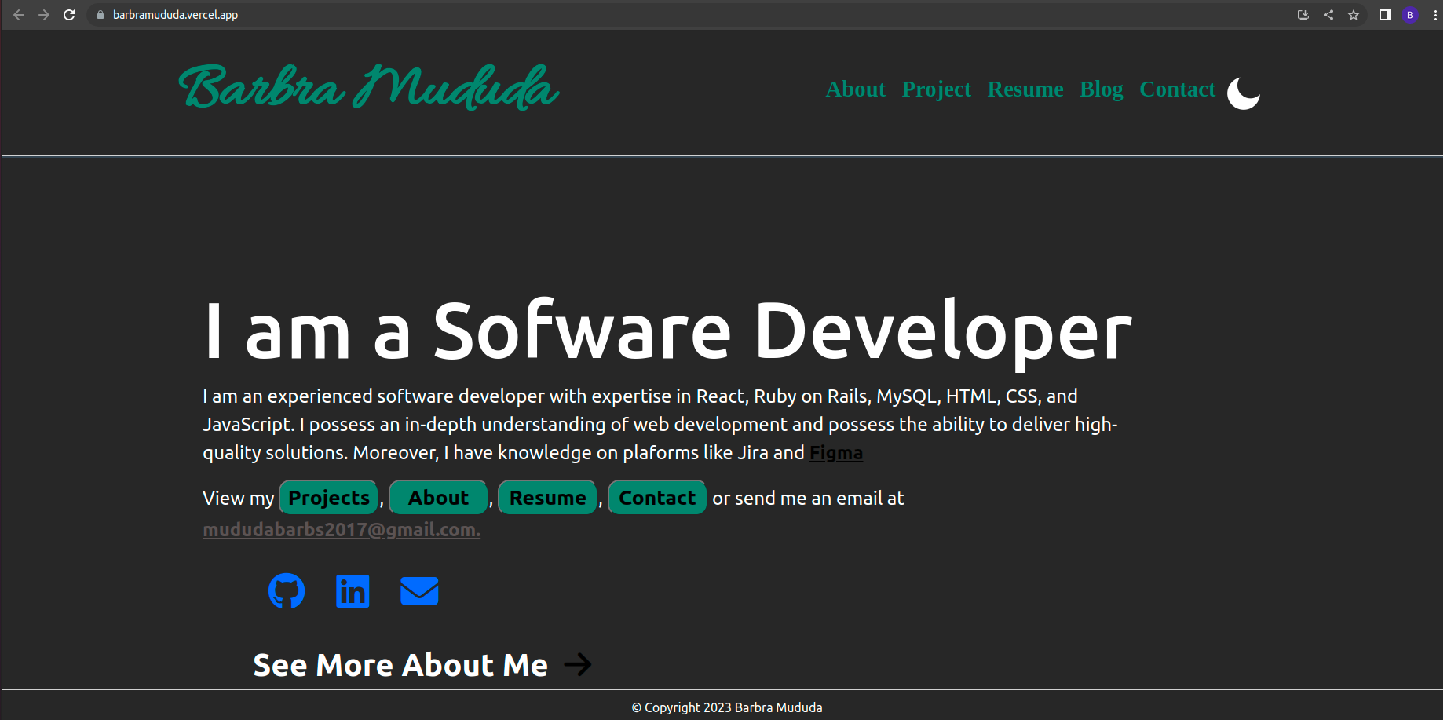 barbramududa.vercel.app
B
Barbra Mududa
About Project Resume Blog Contact
I am a Sofware Developer
I am an experienced software developer with expertise in React, Ruby on Rails, MySQL, HTML, CSS, and
JavaScript. I possess an in-depth understanding of web development and possess the ability to deliver high-
quality solutions. Moreover, I have knowledge on plaforms like Jira and Figma
View my Projects, About, Resume, Contact or send me an email at
mududabarbs2017@gmail.com.
in
See More About Me
© Copyright 2023 Barbra Mududa